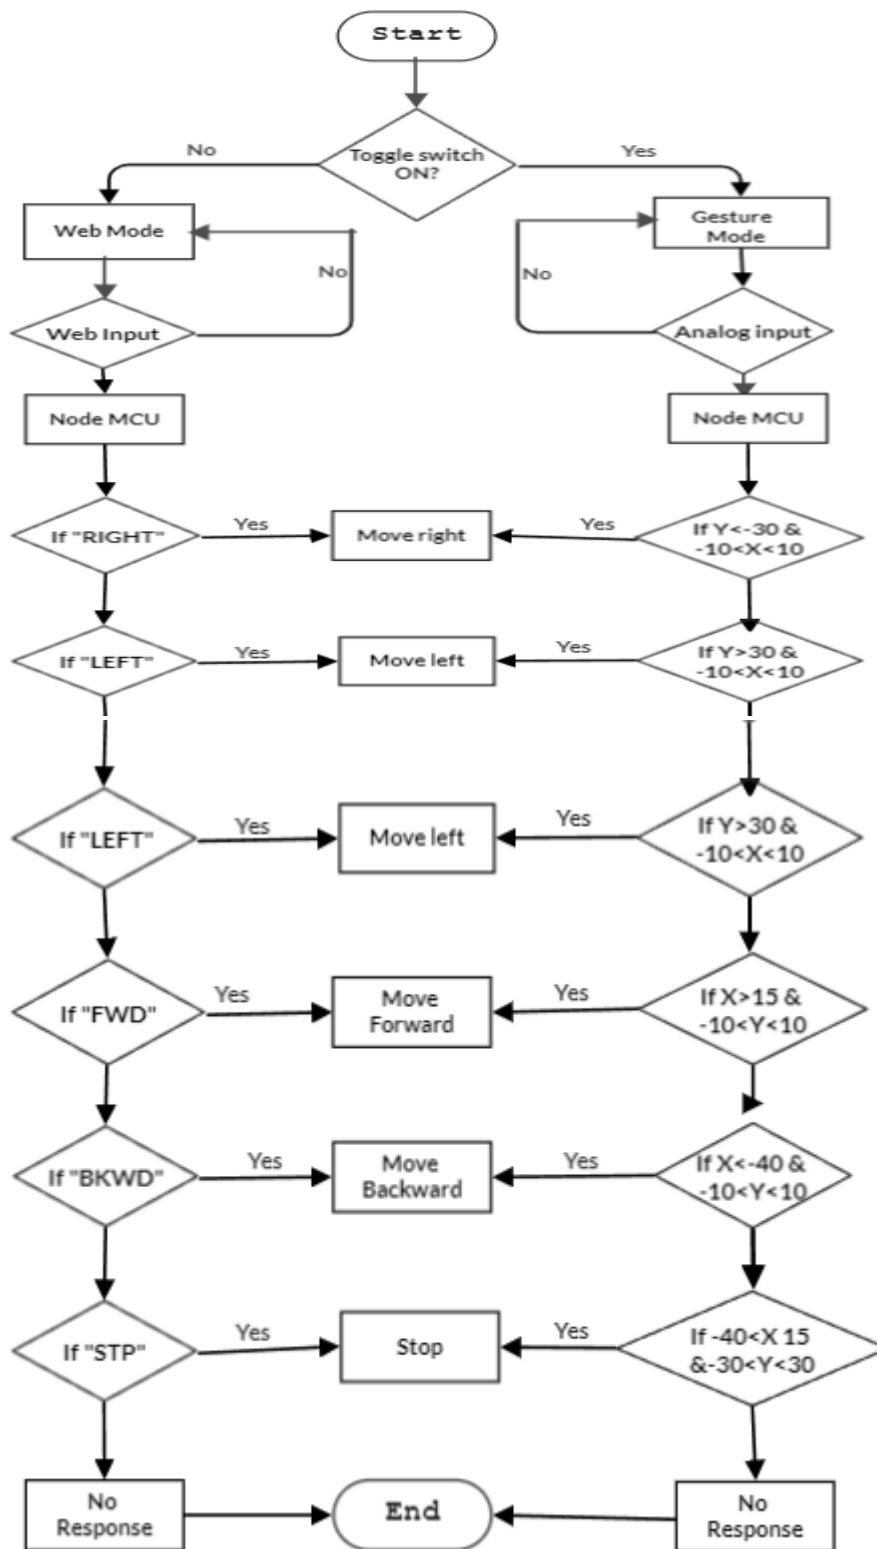 Start
Toggle switch
ON?
No
Yes
Web Mode
Gesture
Mode
No
No
Web Input
Analog input
Node MCU
Node MCU
If "RIGHT"
Yes
Move right
Yes
If Y<-30 &
-10<X<10
If "LEFT"
Yes
Move left
Yes
If Y>30 &
-10<X<10
If "LEFT"
Yes
Move left
Yes
If Y>30 &
-10<X<10
If "FWD"
Yes
Move
Forward
Yes
If X>15 &
-10<Y<10
If "BKWD"
Yes
Move
Backward
Yes
If X<-40 &
-10<Y<10
If "STP"
Yes
Stop
Yes
If -40<X 15
&-30<Y<30
No
Response
End
No
Response